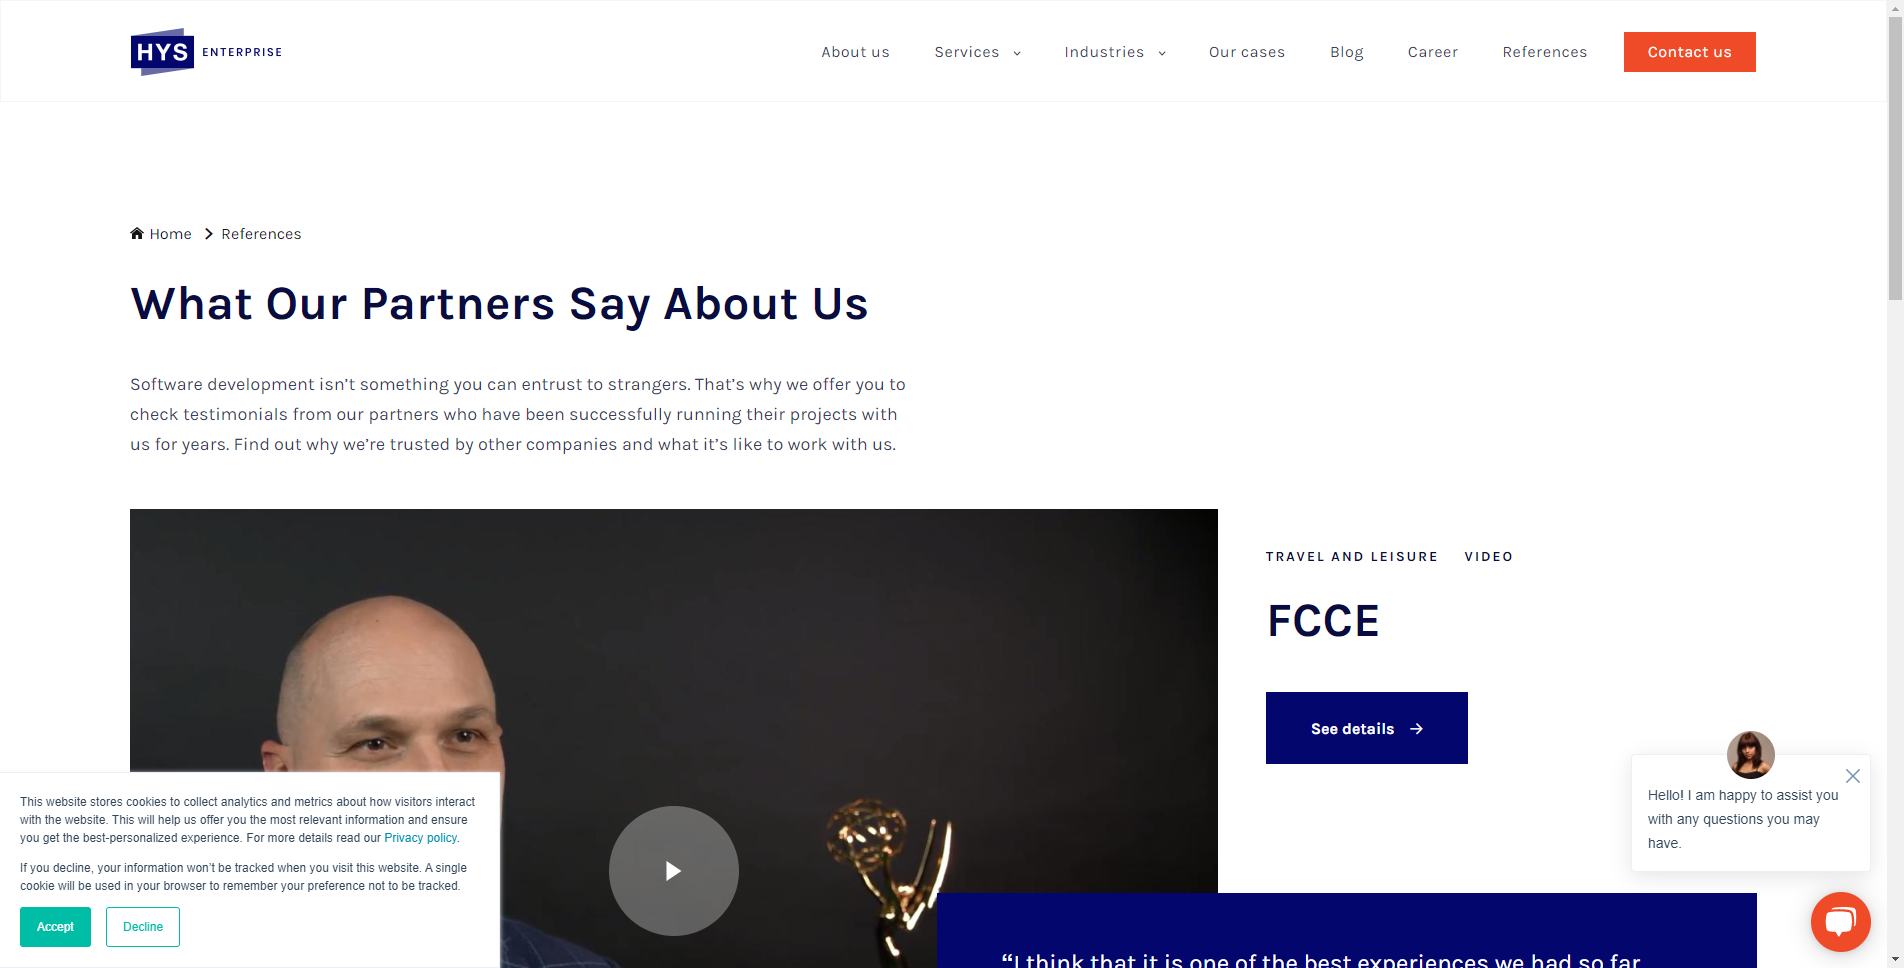 HYS ENTERPRISE
About us
Services
Industries
Our cases
Blog
Career
References
Contact us
Home
References
What Our Partners Say About Us
Software development isn’t something you can entrust to strangers. That’s why we offer you to
check testimonials from our partners who have been successfully running their projects with
us for years. Find out why we’re trusted by other companies and what it’s like to work with us.
TRAVEL AND LEISURE VIDEO
FCCE
See details
Hello! I am happy to assist you
with any questions you may
have.
This website stores cookies to collect analytics and metrics about how visitors interact
with the website. This will help us offer you the most relevant information and ensure
you get the best-personalized experience. For more details read our Privacy policy.
If you decline, your information won’t be tracked when you visit this website. A single
cookie will be used in your browser to remember your preference not to be tracked.
Accept
Decline
“I think that it is one of the best experiences we had so far